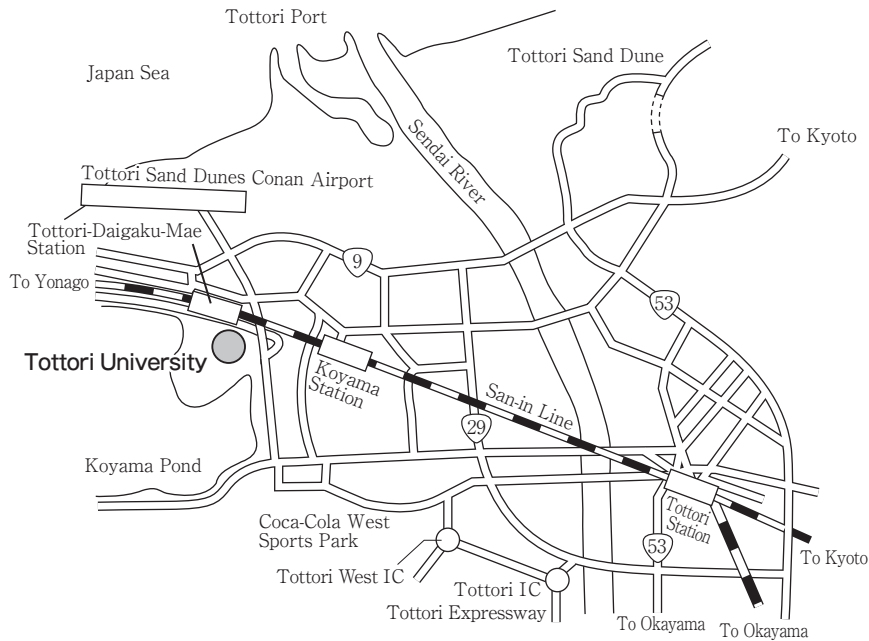 Tottori Port
Japan Sea
Tottori Sand Dune
To Kyoto
Sendai River
Tottori Sand Dunes Conan Airport
Tottori-Daigaku-Mae
Station
9
To Yonago
53
Tottori University
Koyama
Station
San-in Line
29
Koyama Pond
Tottori
Station
Coca-Cola West
Sports Park
53
To Kyoto
Tottori West IC
Tottori IC
Tottori Expressway
To Okayama
To Okayama